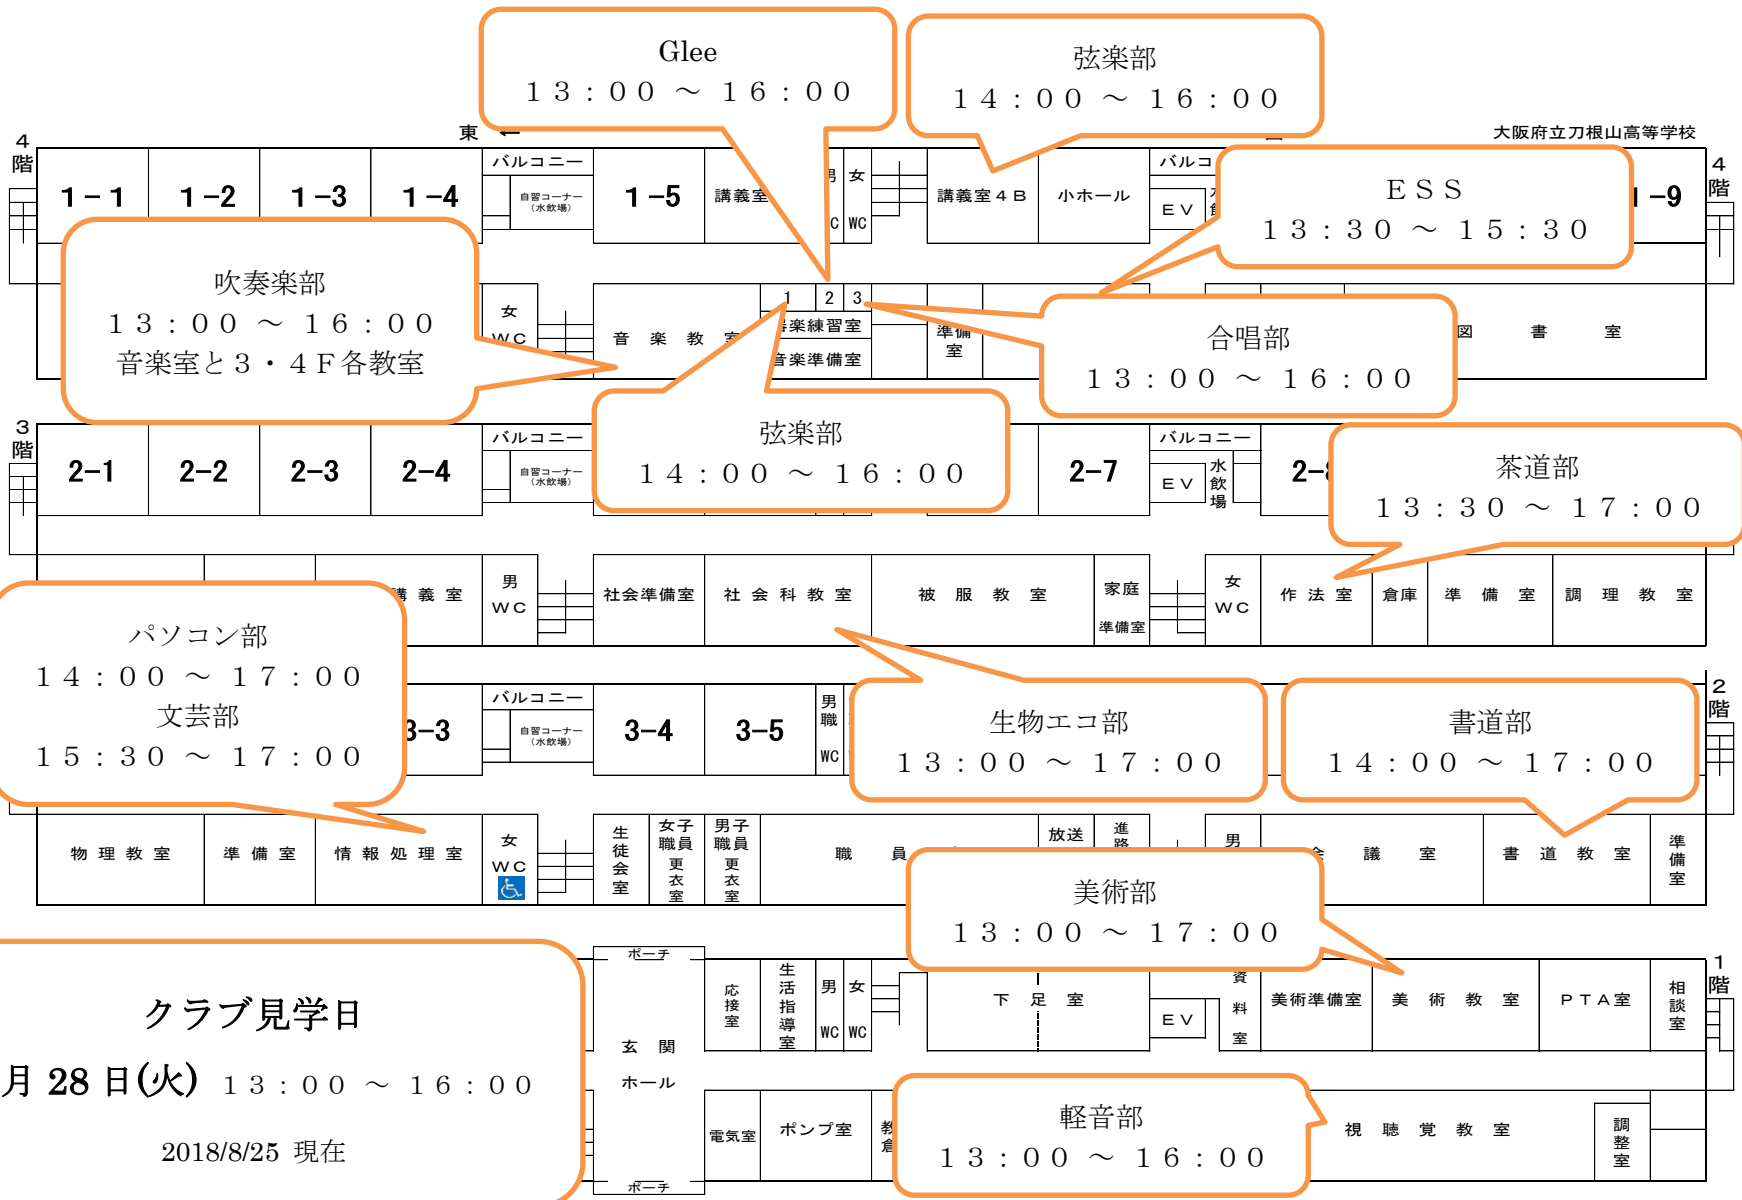 Glee
１３：００ ～ １６：００
弦楽部
１４：００ ～ １６：００
東 ←
大阪府立刀根山高等学校
4
階
1－1
1－2
1－3
1－4
バルコニー
自習コーナー
（水飲場）
1－5
講義室
WC
女
WC
講義室４Ｂ
小ホール
ＥＶ
ＥＳＳ
１３：３０ ～ １５：３０
－9
4
階
吹奏楽部
１３：００ ～ １６：００
音楽室と３・４Ｆ各教室
女
ＷＣ
音 楽 教 室
1
2
3
楽練習室
音楽準備室
準備
室
合唱部
１３：００ ～ １６：００
図 書 室
3
階
2－1
2－2
2－3
2－4
バルコニー
自習コーナー
（水飲場）
弦楽部
１４：００ ～ １６：００
2－7
バルコニー
ＥＶ
水飲場
茶道部
１３：３０ ～ １７：００
義 室
男
ＷＣ
社会準備室
社 会 科 教 室
被 服 教 室
家庭
準備室
女
ＷＣ
作 法 室
倉庫
準 備 室
調 理 教 室
パソコン部
１４：００ ～ １７：００
文芸部
１５：３０ ～ １７：００
3－3
バルコニー
自習コーナー
（水飲場）
3－4
3－5
男
職
WC
生物エコ部
１３：００ ～ １７：００
書道部
１４：００ ～ １７：００
2
階
物 理 教 室
準 備 室
情 報 処 理 室
女
ＷＣ
生徒会室
女子
職員
更衣室
男子
職員
更衣室
職 員
放送
進路
男
議 室
書 道 教 室
準備室
美術部
１３：００ ～ １７：００
ポーチ
玄 関
ホール
応接室
生活指導室
男
WC
女
WC
下 足 室
ＥＶ
資料室
美術準備室
美 術 教 室
ＰＴＡ室
相談室
1
階
クラブ見学日
月 28 日(火) １３：００ ～ １６：００
2018/8/25 現在
電気室
ポンプ室
軽音部
１３：００ ～ １６：００
視 聴 覚 教 室
調整室
ポーチ